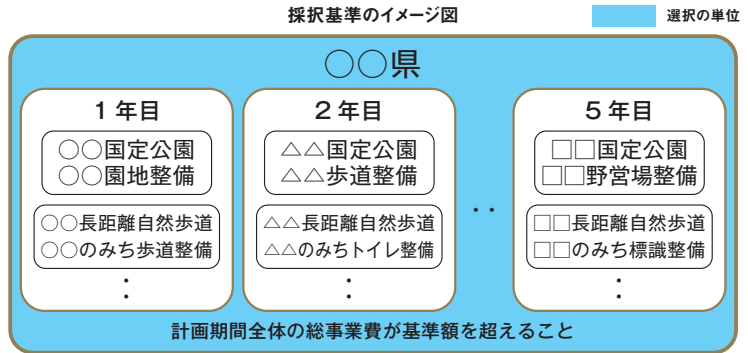 採択基準のイメージ図
選択の単位
○○県
1年目
○○国定公園
○○園地整備
○○長距離自然歩道
○○のみち歩道整備
：
2年目
△△国定公園
△△歩道整備
△△長距離自然歩道
△△のみちトイレ整備
：
・・
5年目
□□国定公園
□□野営場整備
□□長距離自然歩道
□□のみち標識整備
：
計画期間全体の総事業費が基準額を超えること